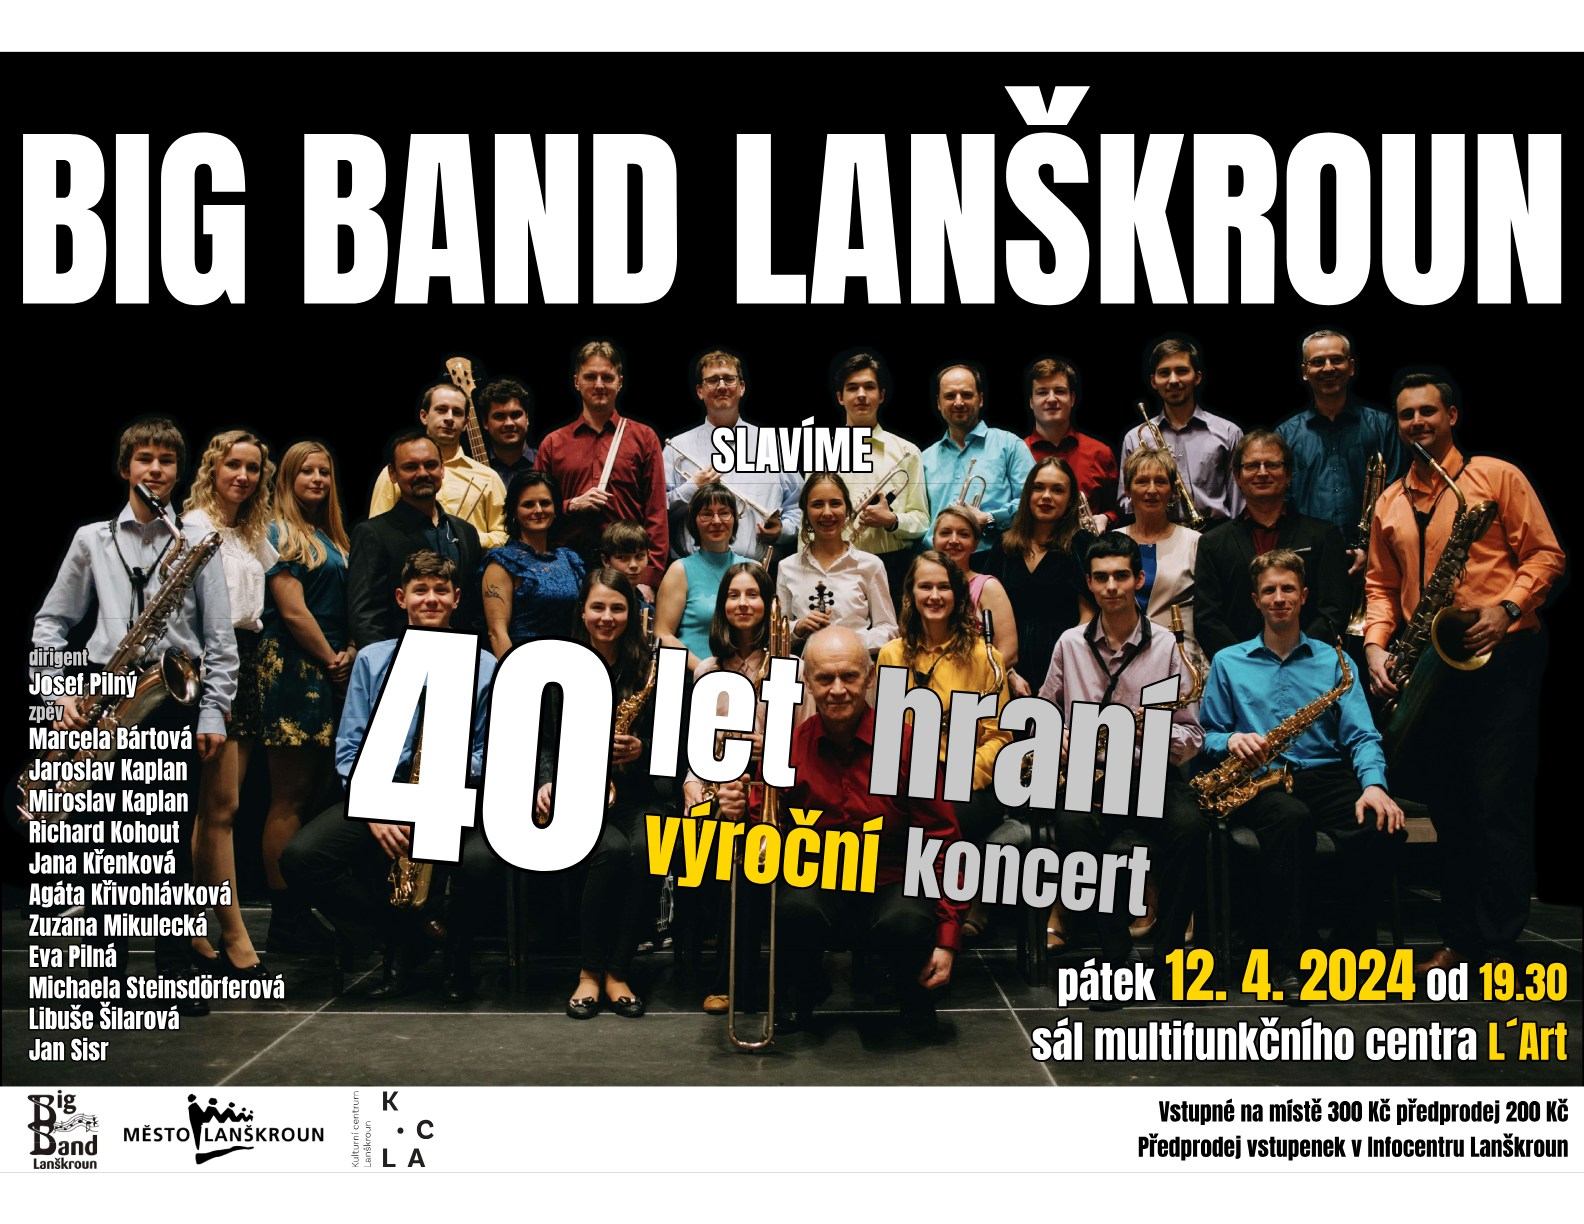 BIG BAND LANŠKROUN
SLAVÍME
40 let hraní
výroční koncert
dirigent
Josef Pilný
zpěv
Marcela Bártová
Jaroslav Kaplan
Miroslav Kaplan
Richard Kohout
Jana Křenková
Agáta Křivohlávková
Zuzana Mikulecká
Eva Pilná
Michaela Steinsdörferová
Libuše Šilarová
Jan Sisr
pátek 12. 4. 2024 od 19.30
sál multifunkčního centra L´Art
Big
Band
Lanškroun
MĚSTO LANŠKROUN
Kulturní centrum
Lanškroun
K
C
L A
Vstupné na místě 300 Kč předprodej 200 Kč
Předprodej vstupenek v Infocentru Lanškroun